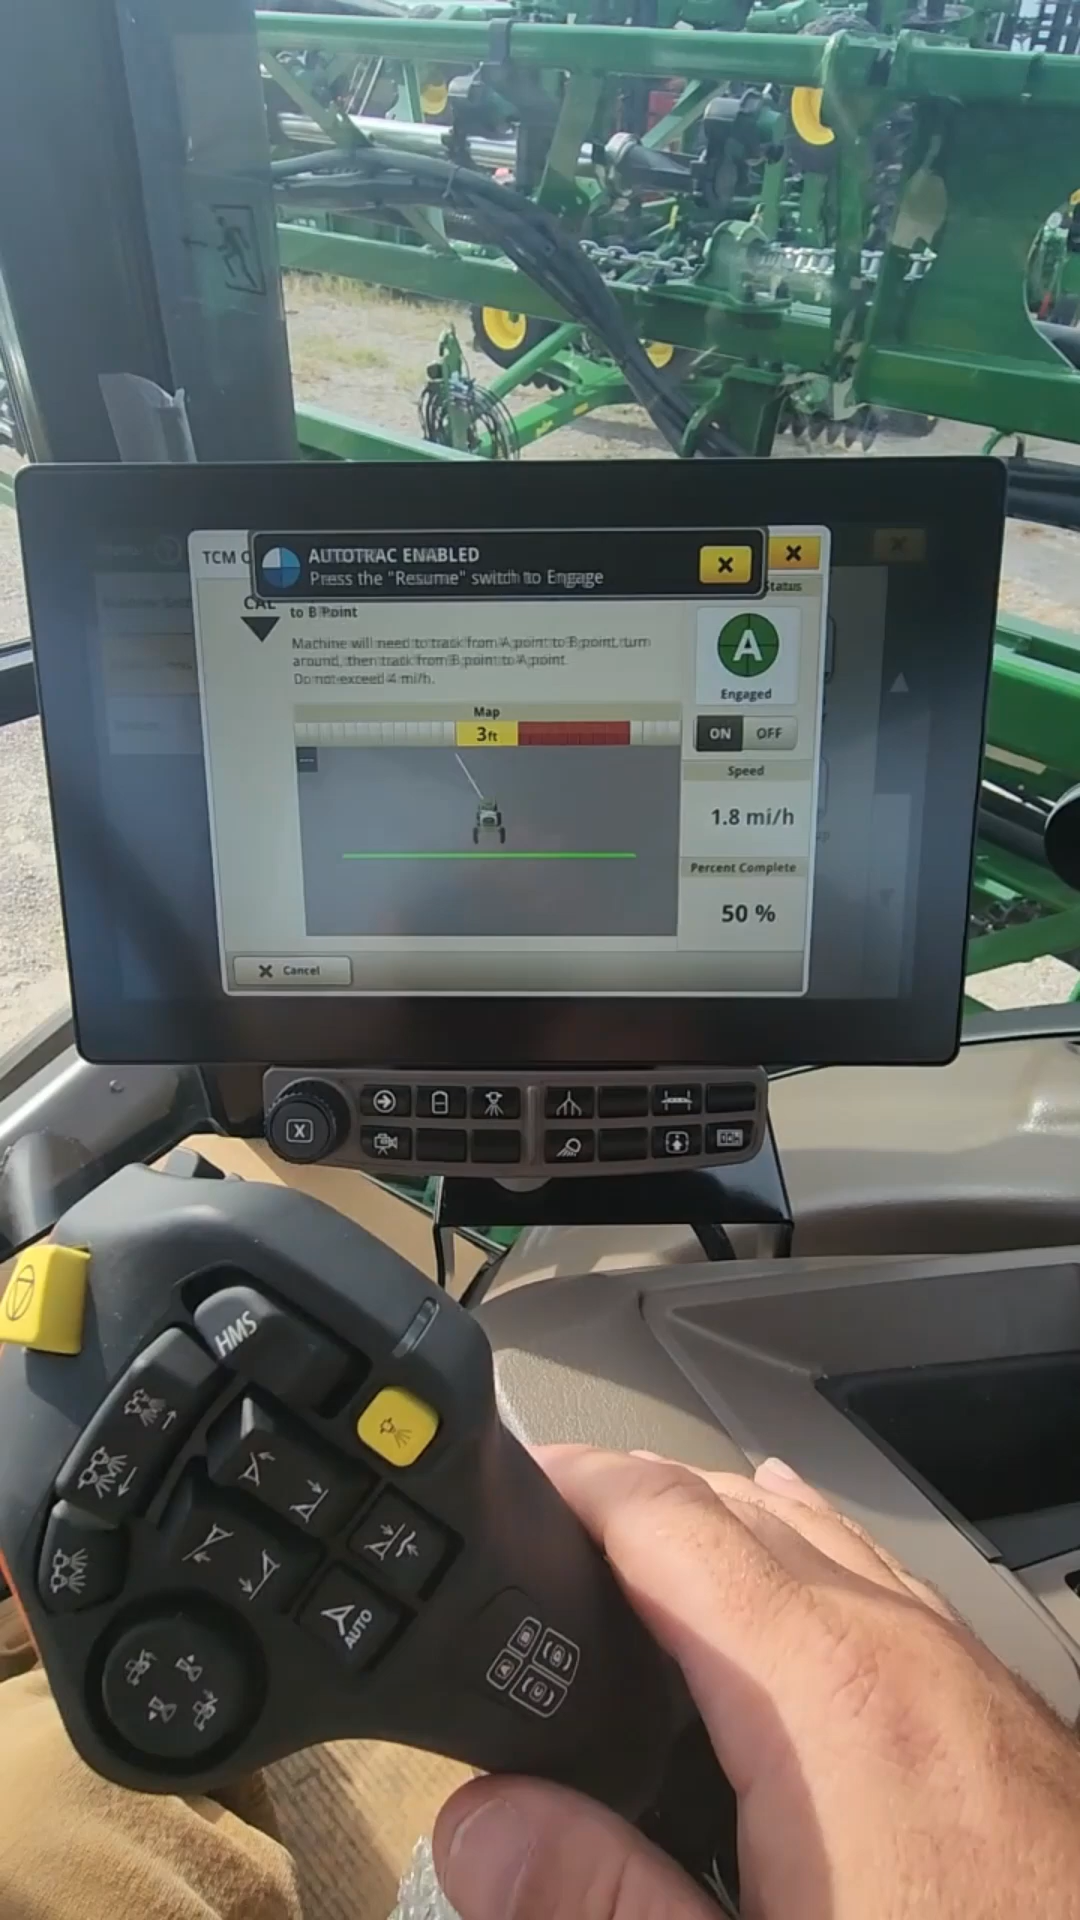 AUTOTRAC ENABLED
Press the "Resume" switch to Engage
TCM
Status
CAL
to B Point
Machine will need to track from A point to B point, turn
around, then track from B point to A point.
Do not exceed 4 mi/h.
A
Engaged
Map
3ft
ON OFF
Speed
1.8 mi/h
Percent Complete
50 %
Cancel
X
HMS
AUTO
B
D
A
C